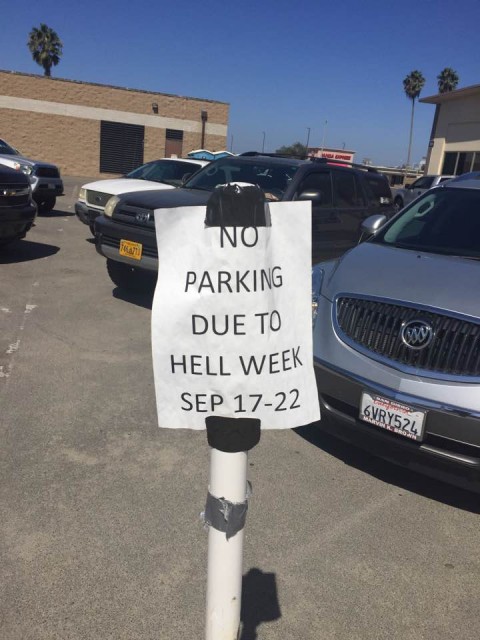 NO
PARKING
DUE TO
HELL WEEK
SEP 17-22
6VRY524